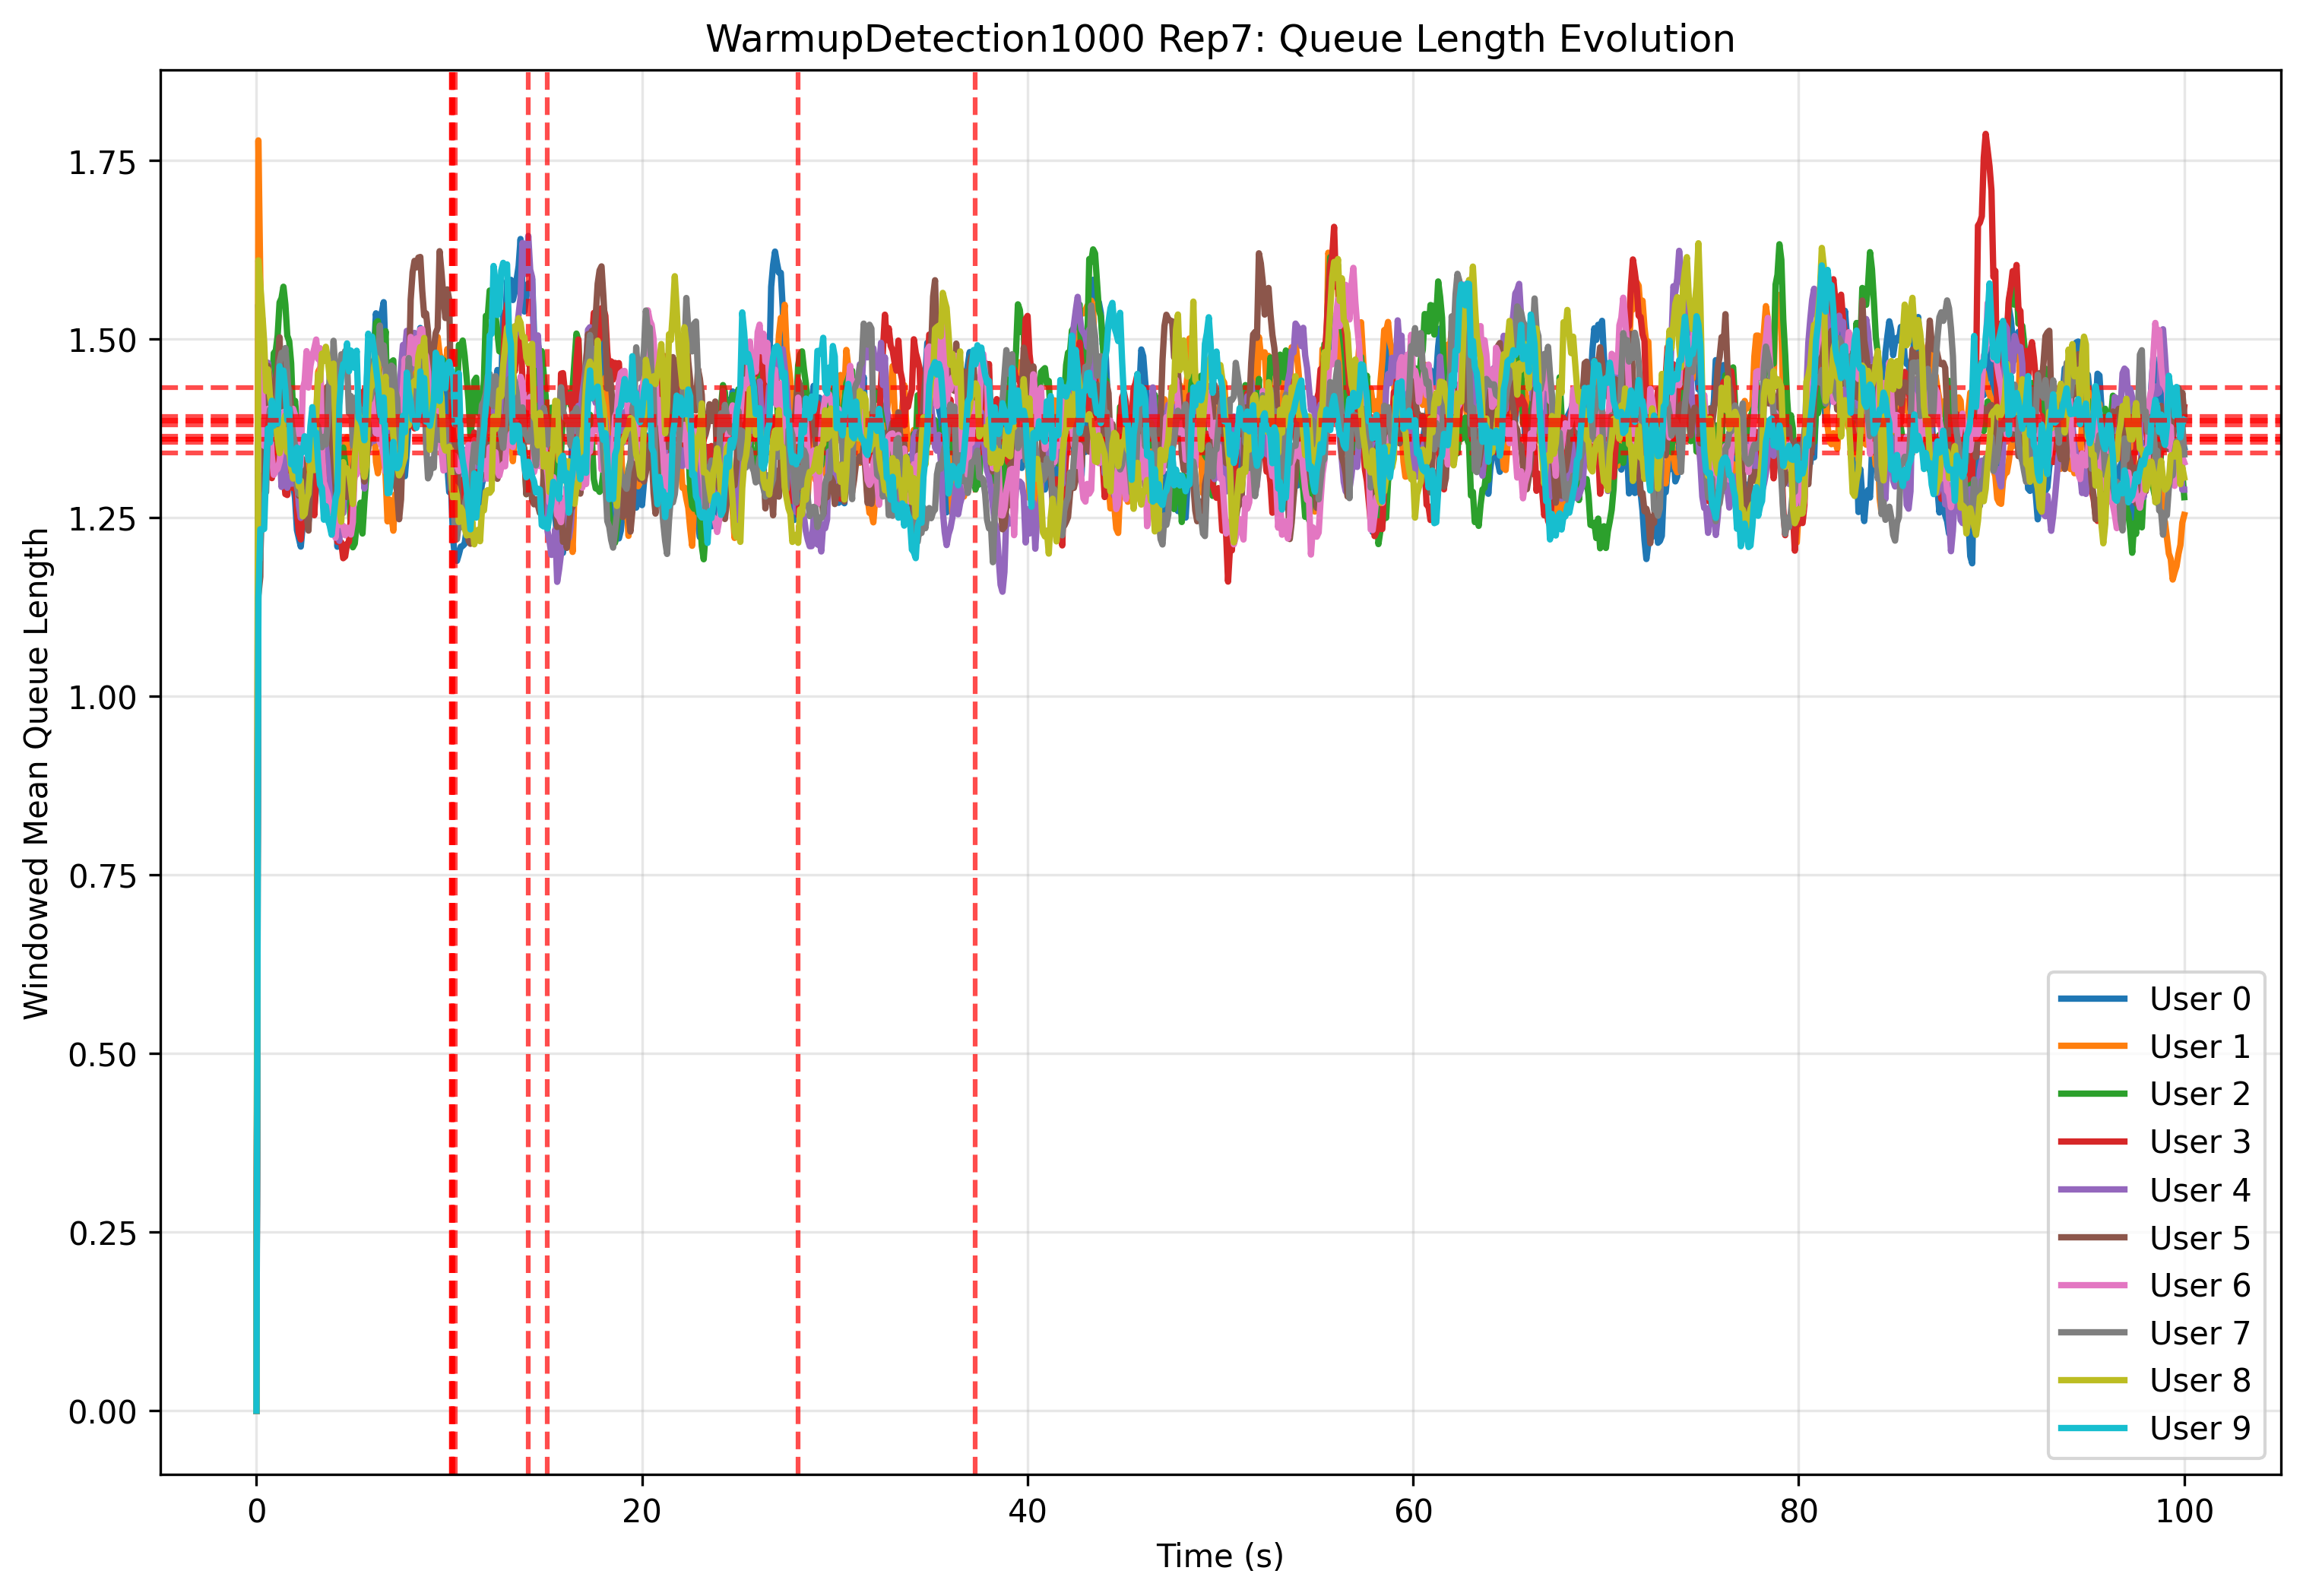 WarmupDetection1000 Rep7: Queue Length Evolution
Windowed Mean Queue Length
1.75
1.50
1.25
1.00
0.75
0.50
0.25
0.00
User 0
User 1
User 2
User 3
User 4
User 5
User 6
User 7
User 8
User 9
0 20 40 60 80 100
Time (s)